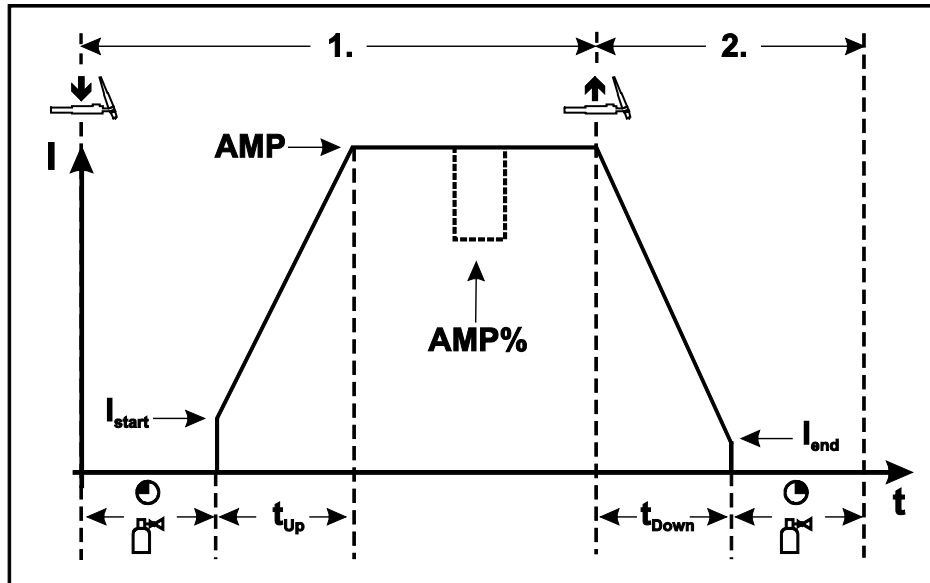 1.
2.
AMP
I
AMP%
Istart
Iend
t
tUp
tDown